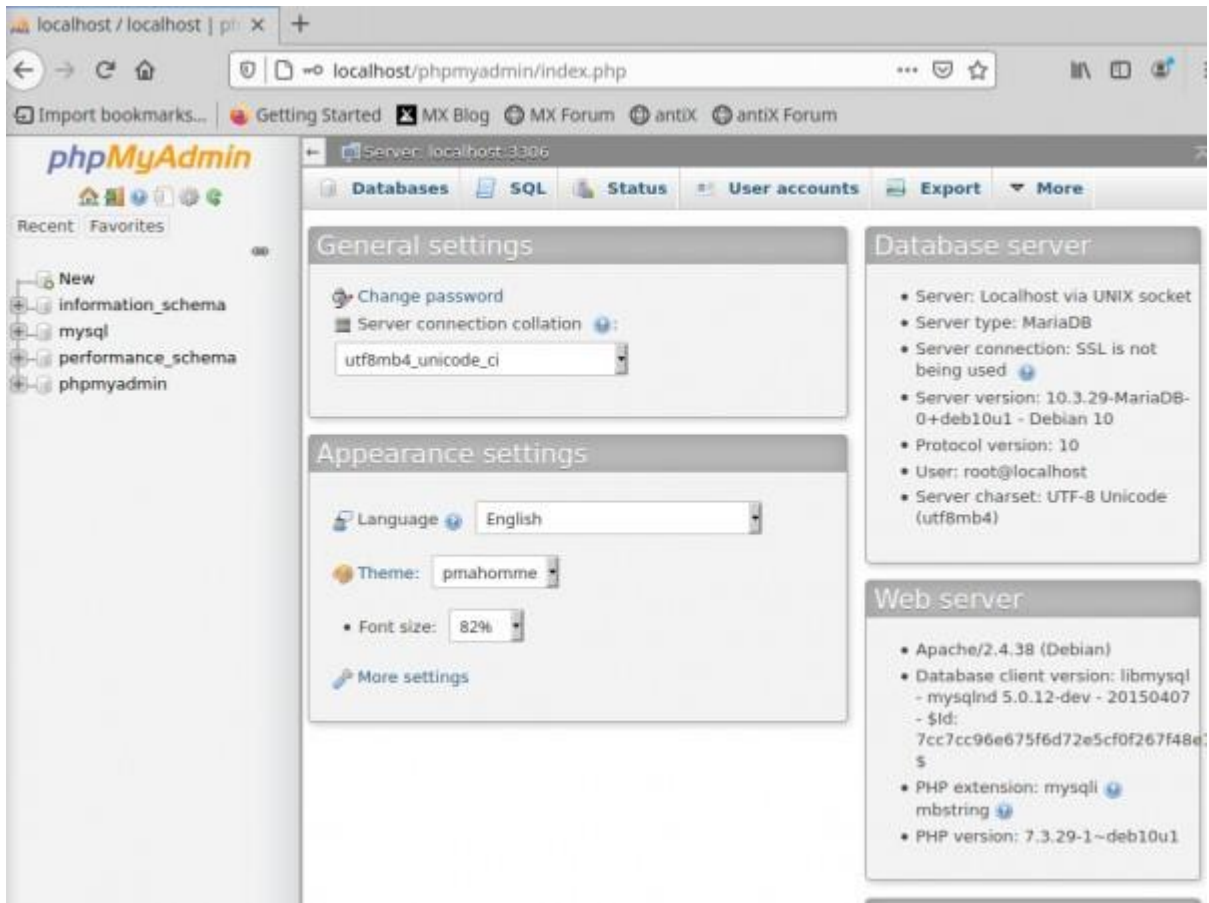 localhost / localhost | ph
localhost/phpmyadmin/index.php
Import bookmarks...
Getting Started
MX Blog
MX Forum
antiX
antiX Forum
phpMyAdmin
Recent
Favorites
New
information_schema
mysql
performance_schema
phpmyadmin
Server: localhost:3306
Databases
SQL
Status
User accounts
Export
More
General settings
Change password
Server connection collation :
utf8mb4_unicode_ci
Appearance settings
Language
English
Theme:
pmahomme
Font size:
82%
More settings
Database server
Server: Localhost via UNIX socket
Server type: MariaDB
Server connection: SSL is not
being used
Server version: 10.3.29-MariaDB-
0+deb10u1 - Debian 10
Protocol version: 10
User: root@localhost
Server charset: UTF-8 Unicode
(utf8mb4)
Web server
Apache/2.4.38 (Debian)
Database client version: libmysql
- mysqlnd 5.0.12-dev - 20150407
- $Id:
7cc7cc96e675f6d72e5cf0f267f48e
$
PHP extension: mysqli
mbstring
PHP version: 7.3.29-1~deb10u1